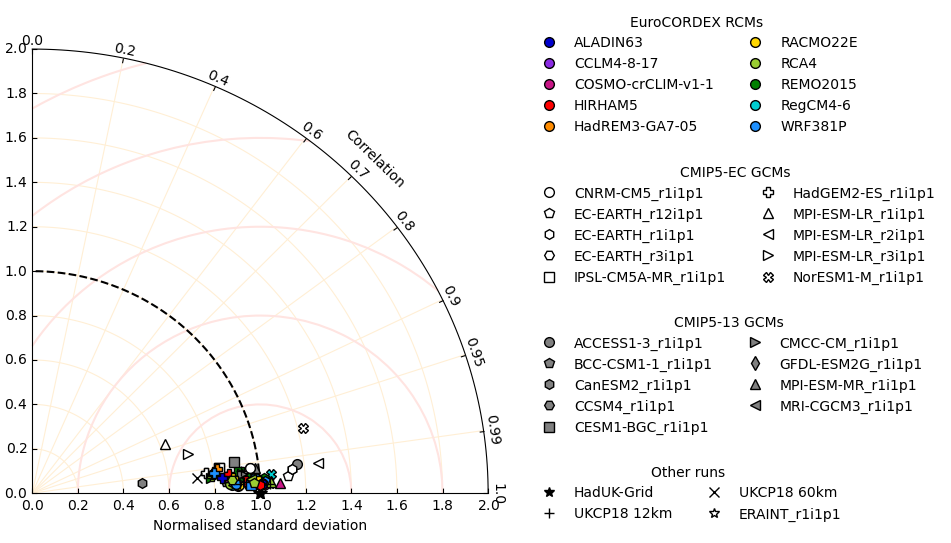 EuroCORDEX RCMs
ALADIN63 RACMO22E
CCLM4-8-17 RCA4
COSMO-crCLIM-v1-1 REMO2015
HIRHAM5 RegCM4-6
HadREM3-GA7-05 WRF381P
CMIP5-EC GCMs
CNRM-CM5_r1i1p1 HadGEM2-ES_r1i1p1
EC-EARTH_r12i1p1 MPI-ESM-LR_r1i1p1
EC-EARTH_r1i1p1 MPI-ESM-LR_r2i1p1
EC-EARTH_r3i1p1 MPI-ESM-LR_r3i1p1
IPSL-CM5A-MR_r1i1p1 NorESM1-M_r1i1p1
CMIP5-13 GCMs
ACCESS1-3_r1i1p1 CMCC-CM_r1i1p1
BCC-CSM1-1_r1i1p1 GFDL-ESM2G_r1i1p1
CanESM2_r1i1p1 MPI-ESM-MR_r1i1p1
CCSM4_r1i1p1 MRI-CGCM3_r1i1p1
CESM1-BGC_r1i1p1
Other runs
HadUK-Grid UKCP18 60km
UKCP18 12km ERAINT_r1i1p1
0.0
0.2
0.4
0.6
Correlation
0.7
0.8
0.9
0.95
0.99
1.0
2.0
1.8
1.6
1.4
1.2
1.0
0.8
0.6
0.4
0.2
0.0
0.0 0.2 0.4 0.6 0.8 1.0 1.2 1.4 1.6 1.8 2.0
Normalised standard deviation